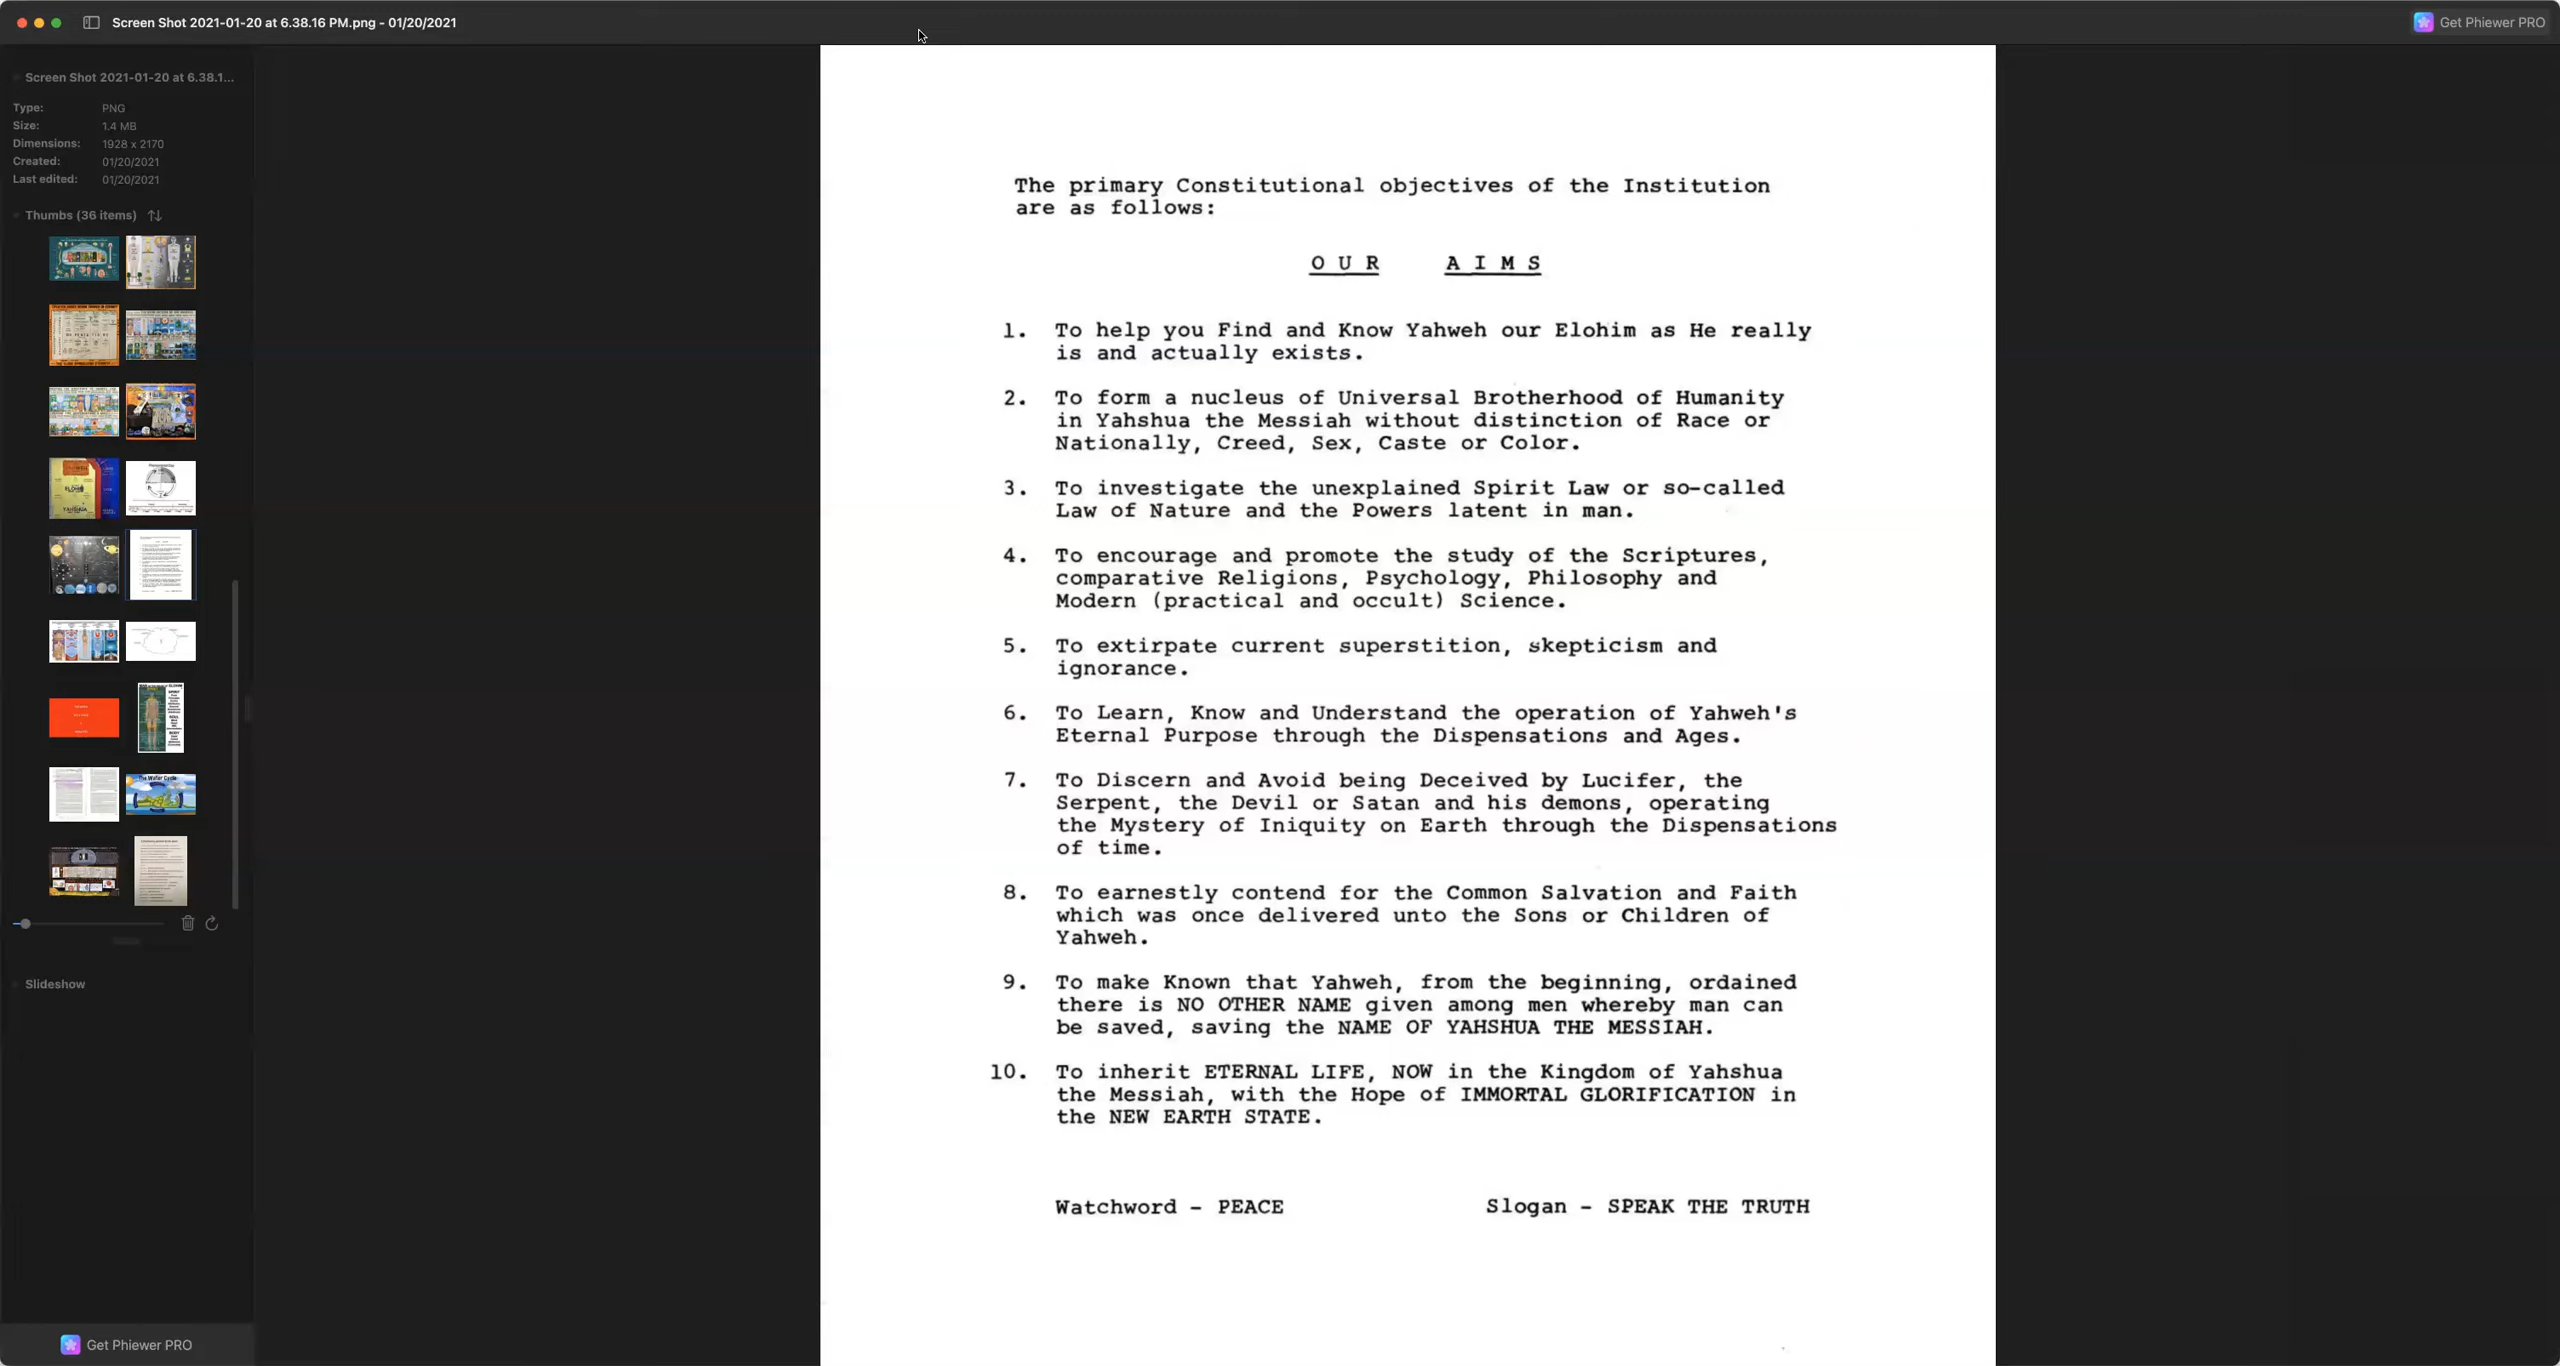 Screen Shot 2021-01-20 at 6.38.16 PM.png - 01/20/2021
Get Phiewer PRO
Screen Shot 2021-01-20 at 6.38.1...
Type: PNG
Size: 1.4 MB
Dimensions: 1928 x 2170
Created: 01/20/2021
Last edited: 01/20/2021
Thumbs (36 items)
The Water Cycle
Slideshow
Get Phiewer PRO
The primary Constitutional objectives of the Institution
are as follows:
O U R A I M S
1. To help you Find and Know Yahweh our Elohim as He really
is and actually exists.
2. To form a nucleus of Universal Brotherhood of Humanity
in Yahshua the Messiah without distinction of Race or
Nationally, Creed, Sex, Caste or Color.
3. To investigate the unexplained Spirit Law or so-called
Law of Nature and the Powers latent in man.
4. To encourage and promote the study of the Scriptures,
comparative Religions, Psychology, Philosophy and
Modern (practical and occult) Science.
5. To extirpate current superstition, skepticism and
ignorance.
6. To Learn, Know and Understand the operation of Yahweh's
Eternal Purpose through the Dispensations and Ages.
7. To Discern and Avoid being Deceived by Lucifer, the
Serpent, the Devil or Satan and his demons, operating
the Mystery of Iniquity on Earth through the Dispensations
of time.
8. To earnestly contend for the Common Salvation and Faith
which was once delivered unto the Sons or Children of
Yahweh.
9. To make Known that Yahweh, from the beginning, ordained
there is NO OTHER NAME given among men whereby man can
be saved, saving the NAME OF YAHSHUA THE MESSIAH.
10. To inherit ETERNAL LIFE, NOW in the Kingdom of Yahshua
the Messiah, with the Hope of IMMORTAL GLORIFICATION in
the NEW EARTH STATE.
Watchword - PEACE Slogan - SPEAK THE TRUTH